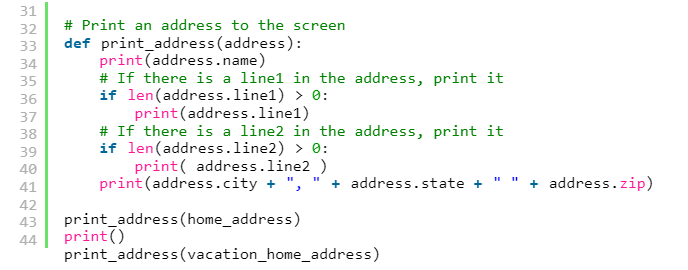 31
32 # Print an address to the screen
33 def print_address(address):
34     print(address.name)
35     # If there is a line1 in the address, print it
36     if len(address.line1) > 0:
37         print(address.line1)
38     # If there is a line2 in the address, print it
39     if len(address.line2) > 0:
40         print( address.line2 )
41     print(address.city + ", " + address.state + " " + address.zip)
42
43 print_address(home_address)
44 print()
print_address(vacation_home_address)